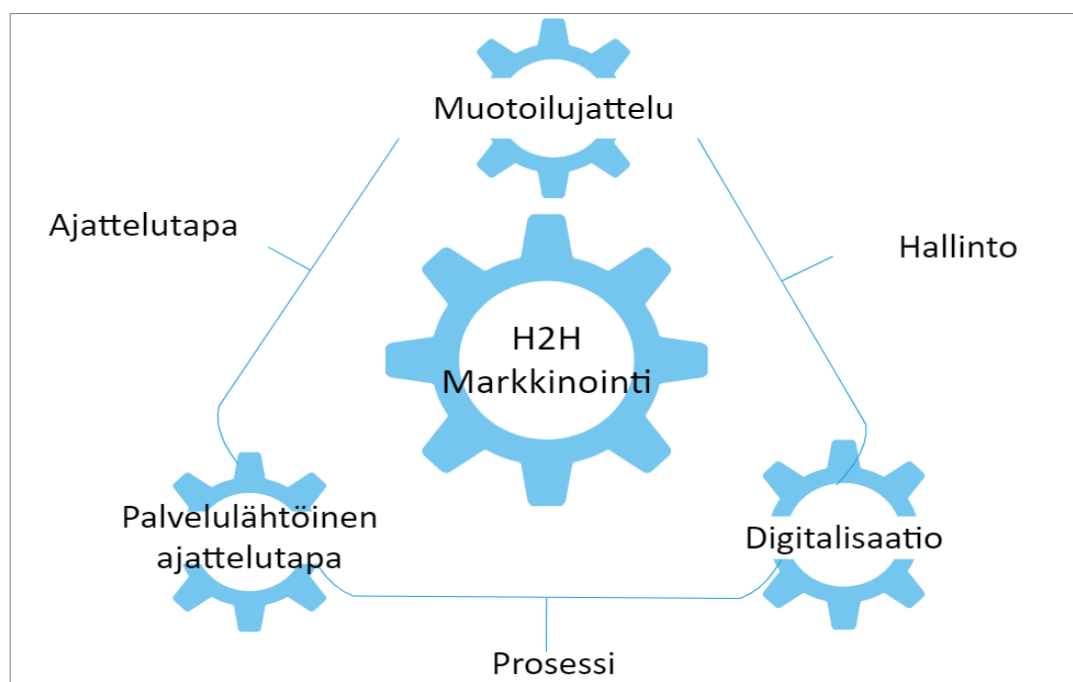 Muotoilujattelu
Ajattelutapa
Hallinto
H2H
Markkinointi
Palvelulähtöinen
ajattelutapa
Digitalisaatio
Prosessi